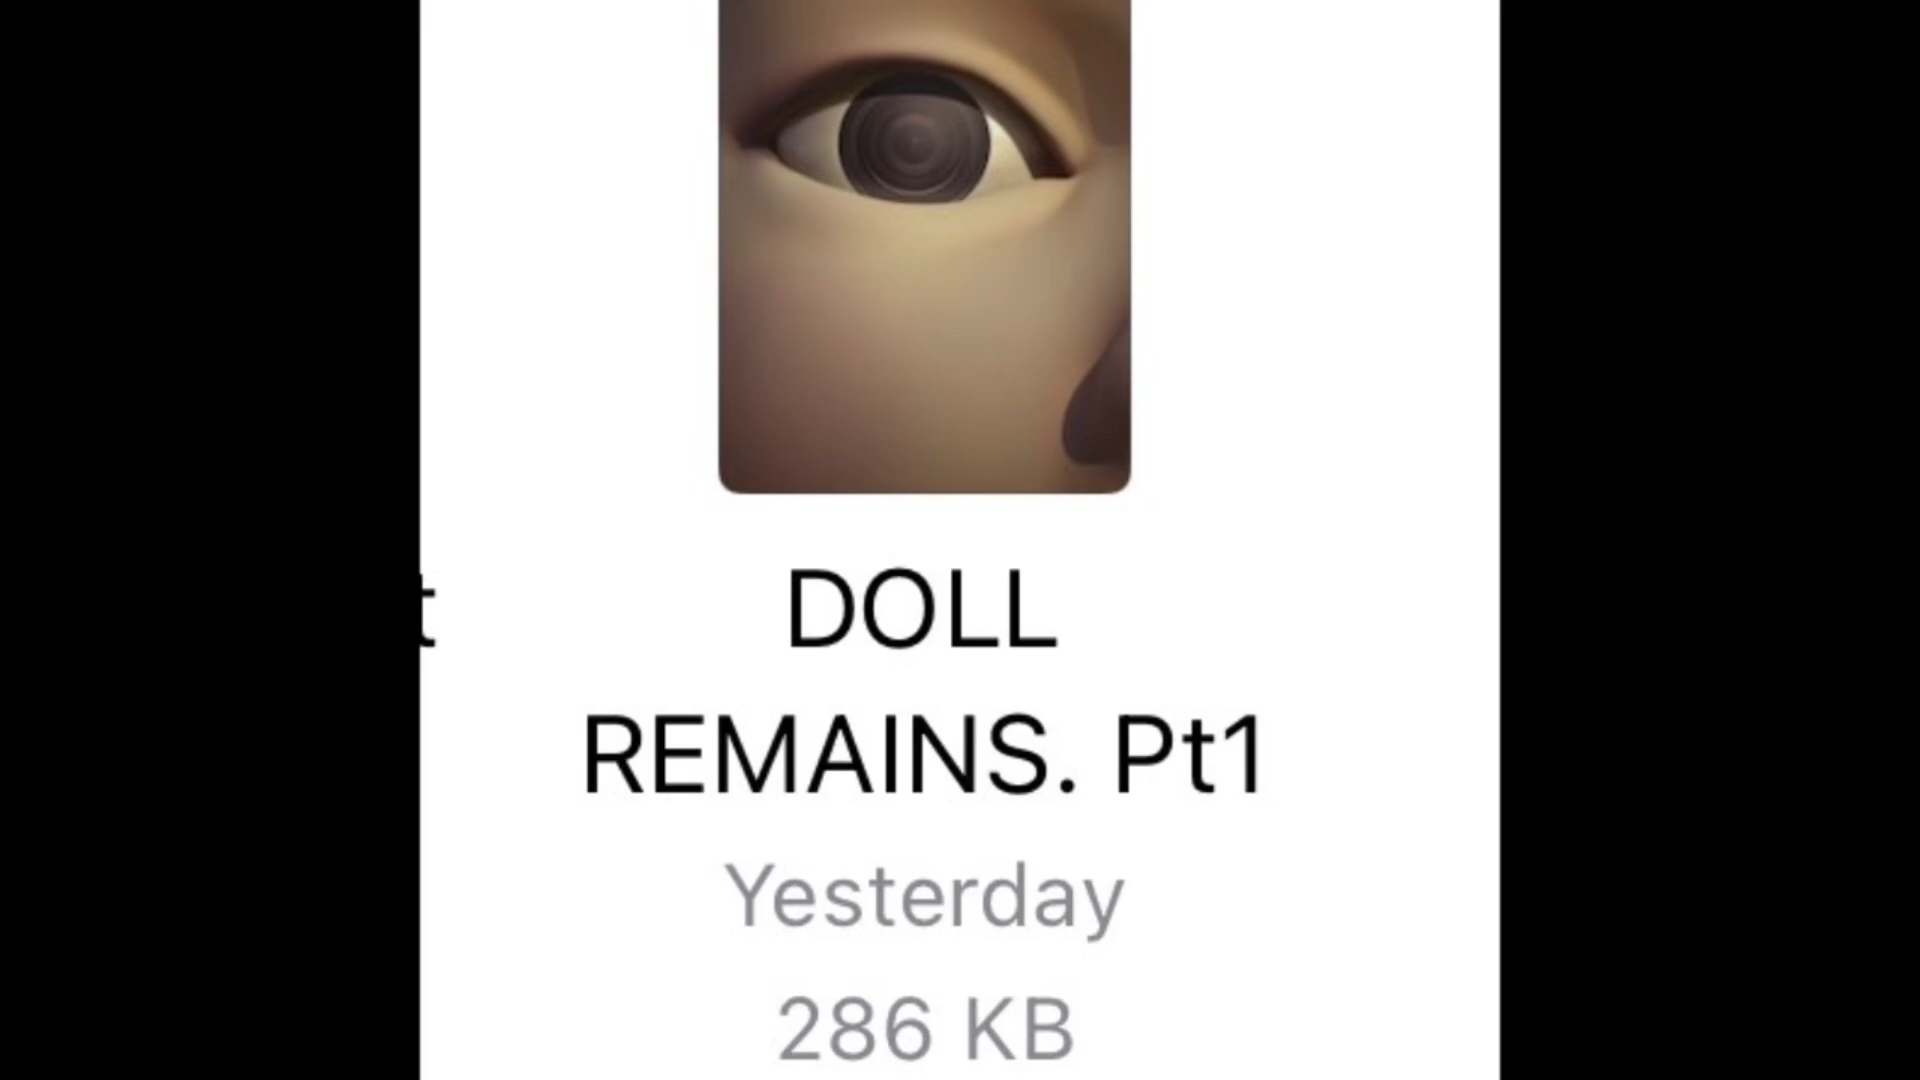 t
DOLL
REMAINS. Pt1
Yesterday
286 KB